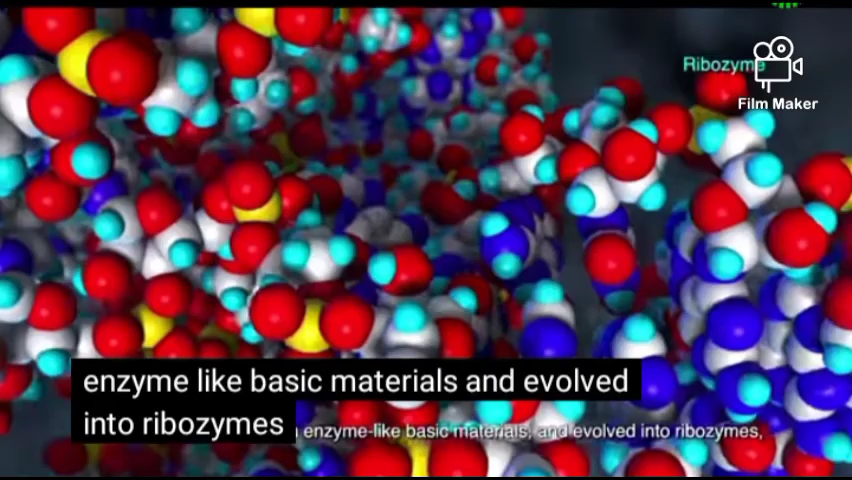 Ribozyme
Film Maker
enzyme like basic materials and evolved
into ribozymes
enzyme-like basic materials, and evolved into ribozymes,